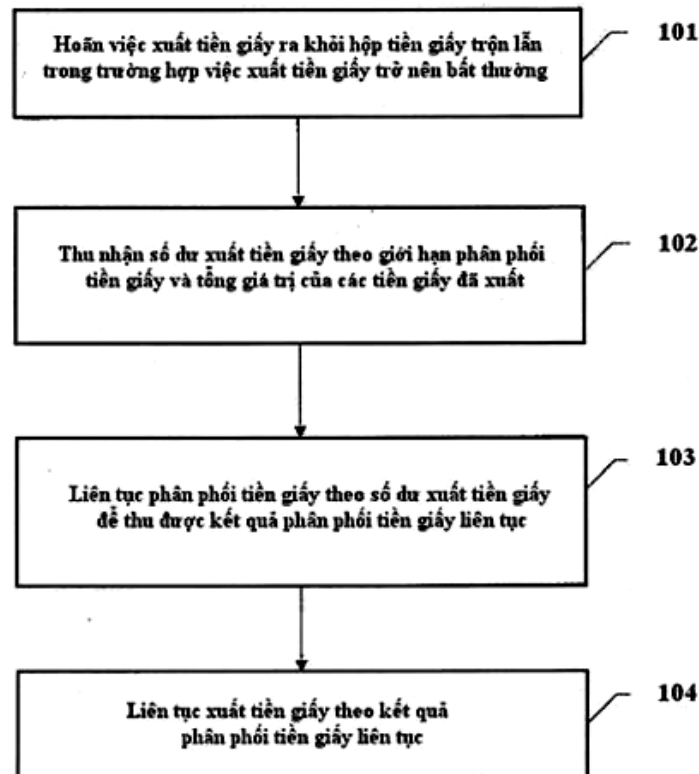 Hoãn việc xuất tiền giấy ra khỏi hộp tiền giấy trộn lẫn
trong trường hợp việc xuất tiền giấy trở nên bất thường
101
Thu nhận số dư xuất tiền giấy theo giới hạn phân phối
tiền giấy và tổng giá trị của các tiền giấy đã xuất
102
Liên tục phân phối tiền giấy theo số dư xuất tiền giấy
để thu được kết quả phân phối tiền giấy liên tục
103
Liên tục xuất tiền giấy theo kết quả
phân phối tiền giấy liên tục
104